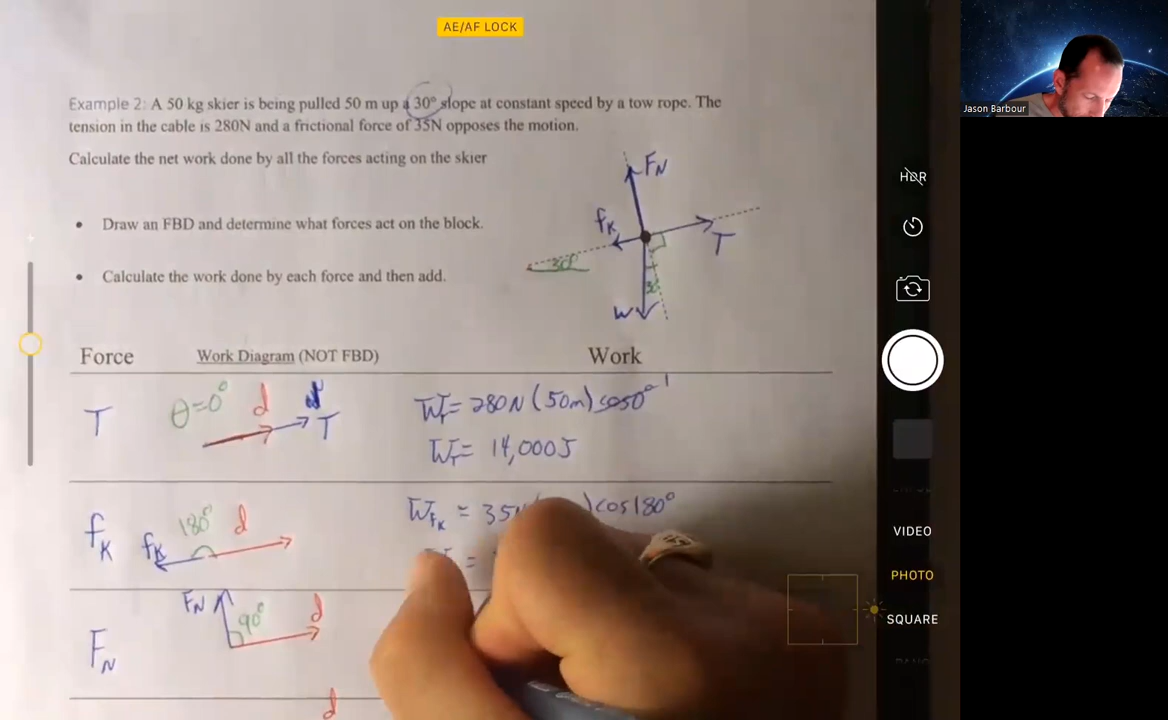 AE/AF LOCK
Jason Barbour
HDR
Example 2: A 50 kg skier is being pulled 50 m up a 30° slope at constant speed by a tow rope. The
tension in the cable is 280N and a frictional force of 35N opposes the motion.
Calculate the net work done by all the forces acting on the skier
• Draw an FBD and determine what forces act on the block.
• Calculate the work done by each force and then add.
FN
fK
T
30°
W
Force Work Diagram (NOT FBD) Work
T θ=0° d T W_T = 280N (50m) cos0° 1
W_T = 14,000J
fK fK 180° d W_fK = 35N ( ) cos180°
=
FN FN 90° d
d
VIDEO
PHOTO
SQUARE